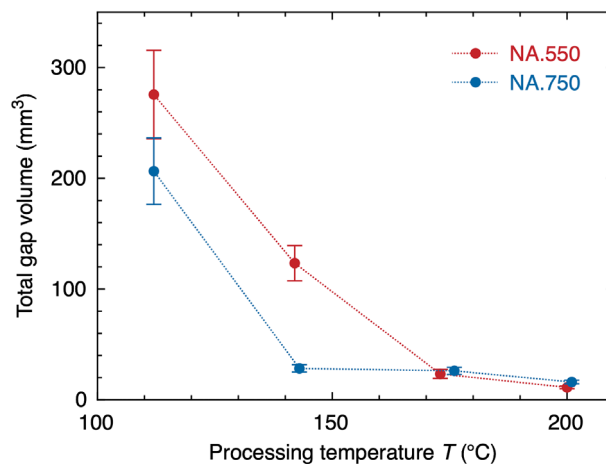 NA.550
NA.750
300
200
100
0
100
150
200
Total gap volume (mm³)
Processing temperature T (°C)